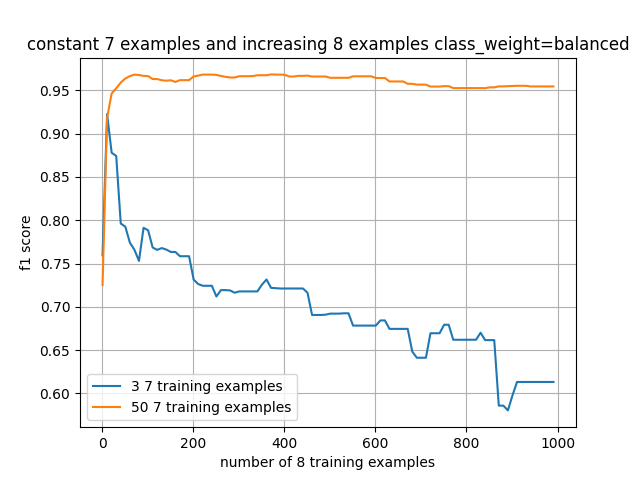 constant 7 examples and increasing 8 examples class_weight=balanced
f1 score
0.95
0.90
0.85
0.80
0.75
0.70
0.65
0.60
3 7 training examples
50 7 training examples
0 200 400 600 800 1000
number of 8 training examples